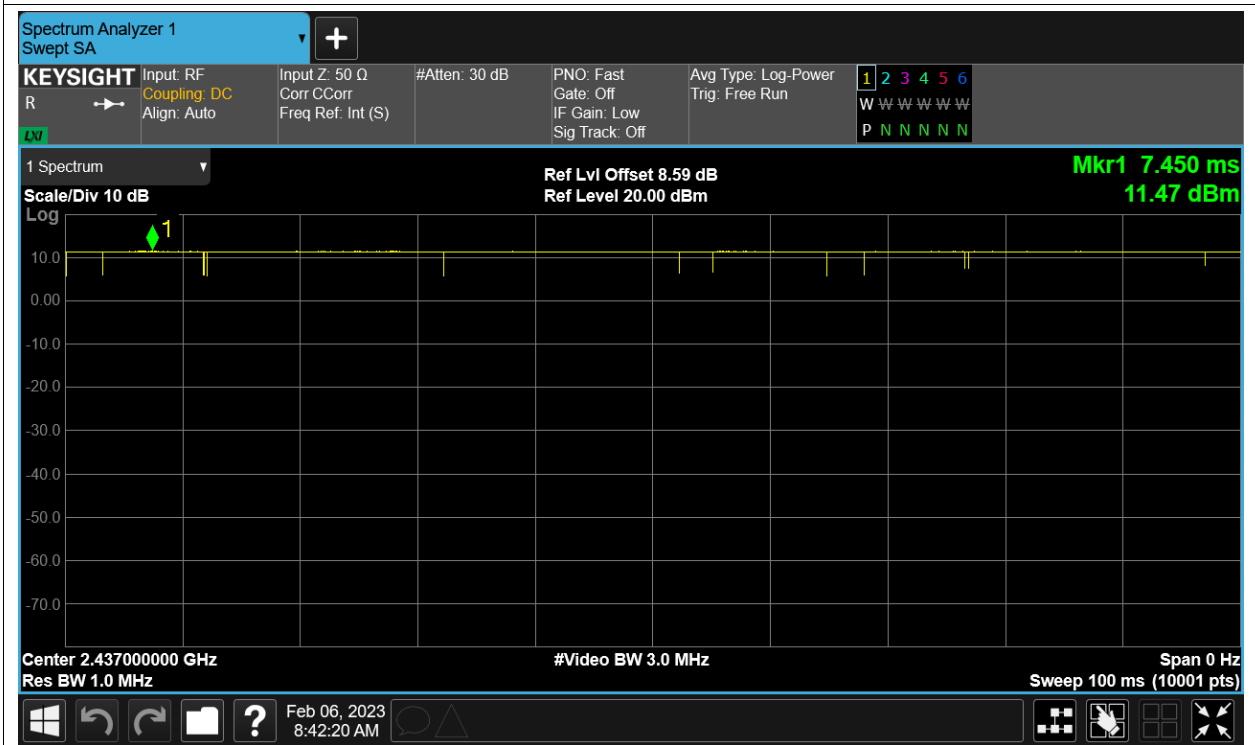 Spectrum Analyzer 1
Swept SA
KEYSIGHT
R
LXI
Input: RF
Coupling: DC
Align: Auto
Input Z: 50 Ω
Corr CCorr
Freq Ref: Int (S)
#Atten: 30 dB
PNO: Fast
Gate: Off
IF Gain: Low
Sig Track: Off
Avg Type: Log-Power
Trig: Free Run
1 2 3 4 5 6
W W W W W W
P N N N N N
1 Spectrum
Scale/Div 10 dB
Ref Lvl Offset 8.59 dB
Ref Level 20.00 dBm
Mkr1 7.450 ms
11.47 dBm
Log
1
10.0
0.00
-10.0
-20.0
-30.0
-40.0
-50.0
-60.0
-70.0
Center 2.437000000 GHz
Res BW 1.0 MHz
#Video BW 3.0 MHz
Span 0 Hz
Sweep 100 ms (10001 pts)
?
Feb 06, 2023
8:42:20 AM